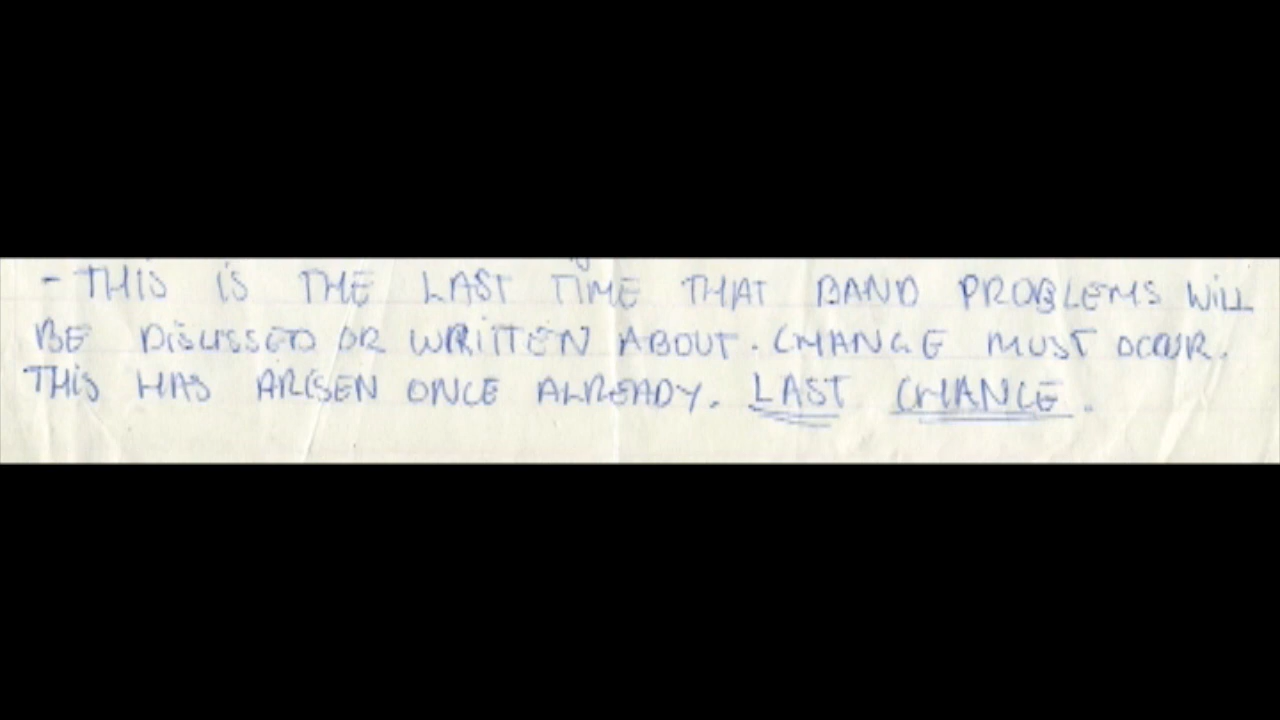 - THIS IS THE LAST TIME THAT BAND PROBLEMS WILL
BE DISCUSSED OR WRITTEN ABOUT. CHANGE MUST OCCUR.
THIS HAS ARISEN ONCE ALREADY. LAST CHANCE.